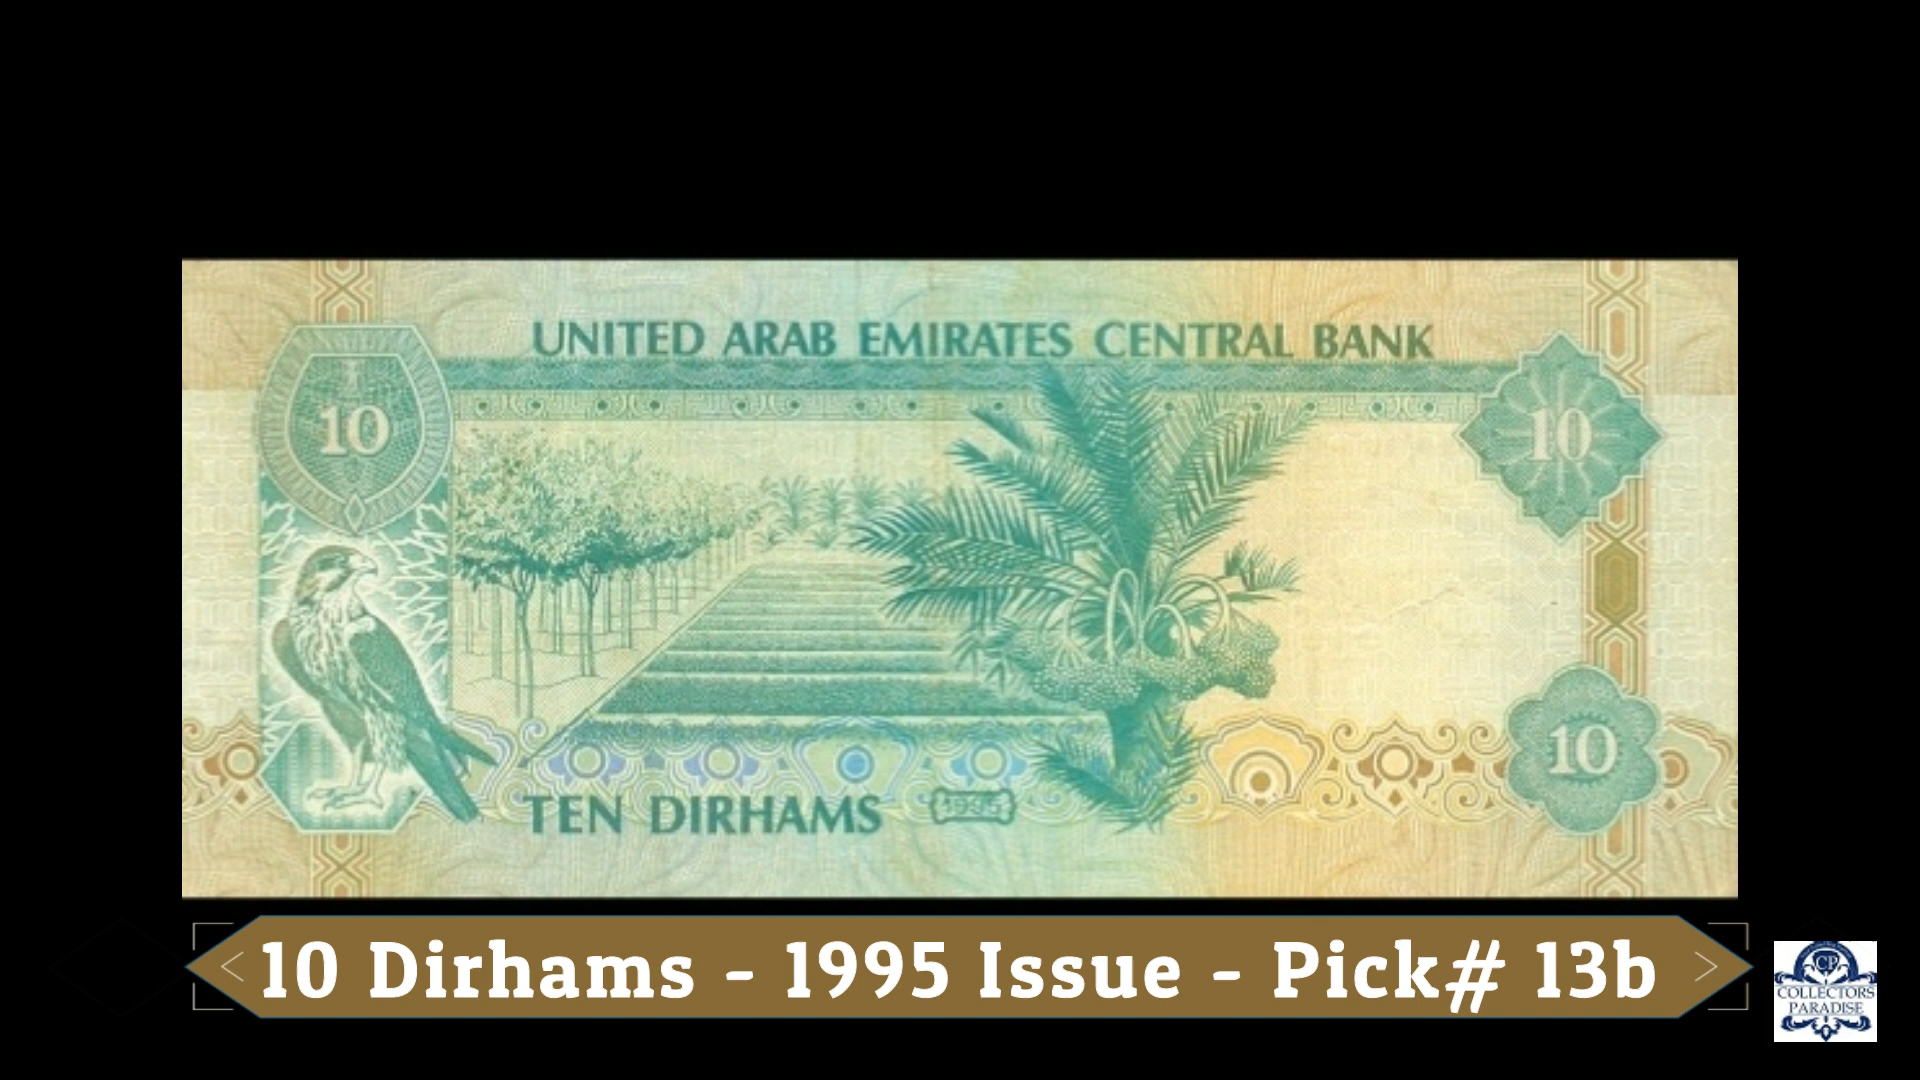 UNITED ARAB EMIRATES CENTRAL BANK
10
10
10
TEN DIRHAMS
1995
10 Dirhams - 1995 Issue - Pick# 13b
CP
COLLECTORS
PARADISE